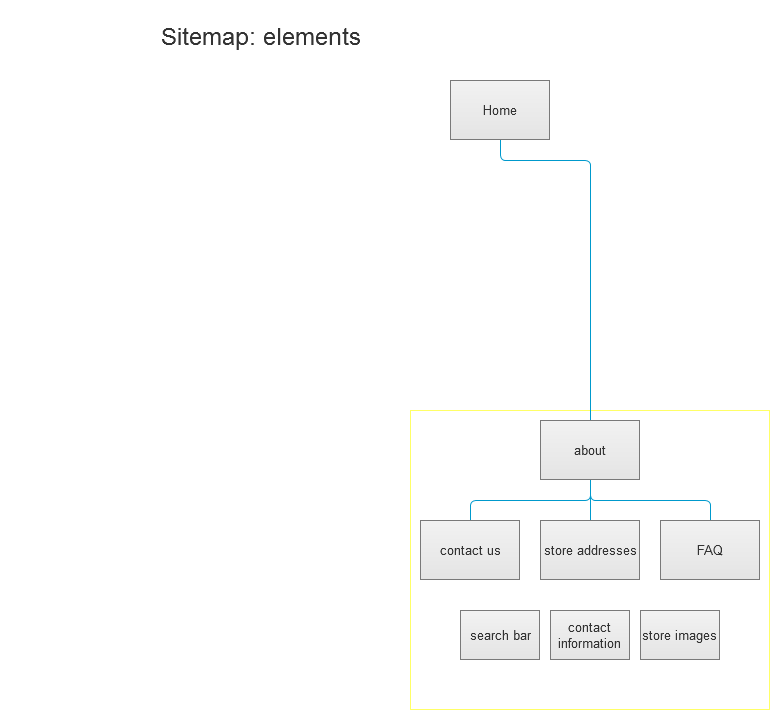 Sitemap: elements
Home
about
contact us
store addresses
FAQ
search bar
contact
information
store images